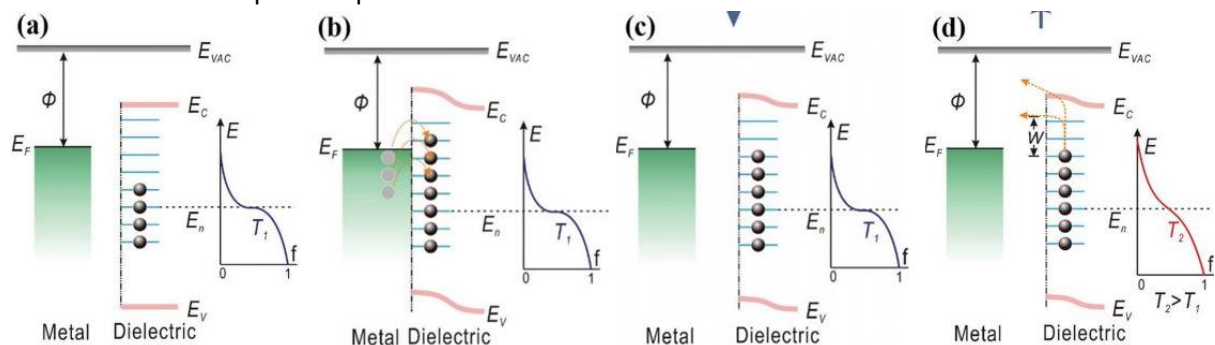 (a)
E_VAC
Φ
E_C
E_F
E
E_n
T_1
f
0
1
E_V
Metal
Dielectric
(b)
E_VAC
Φ
E_C
E_F
E
E_n
T_1
f
0
1
E_V
Metal
Dielectric
(c)
E_VAC
Φ
E_C
E_F
E
E_n
T_1
f
0
1
E_V
Metal
Dielectric
(d)
E_VAC
Φ
E_C
W
E_F
E
E_n
T_2
f
0
1
T_2>T_1
E_V
Metal
Dielectric